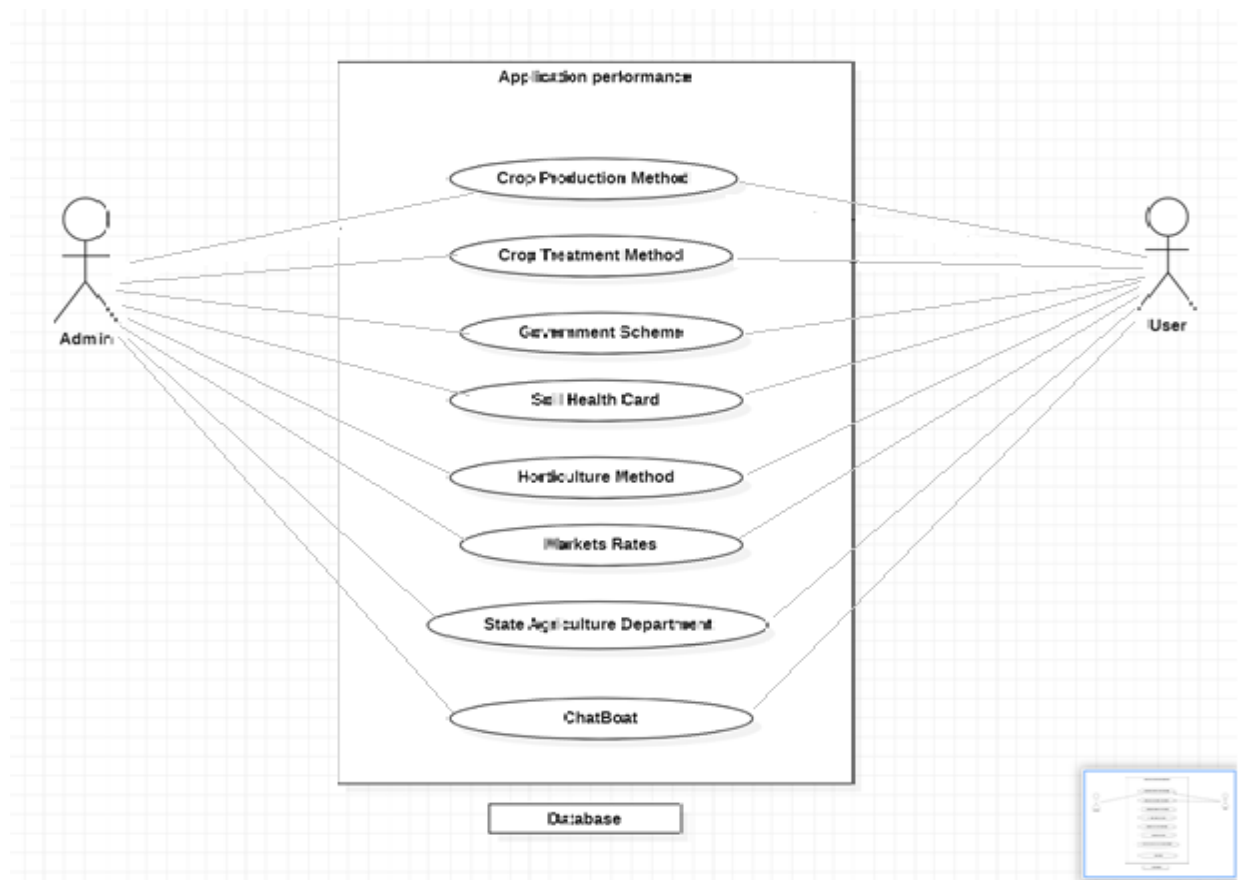 Application performance
Crop Production Method
Crop Treatment Method
Government Scheme
Soil Health Card
Horticulture Method
Markets Rates
State Agriculture Department
ChatBoat
Admin
User
Database